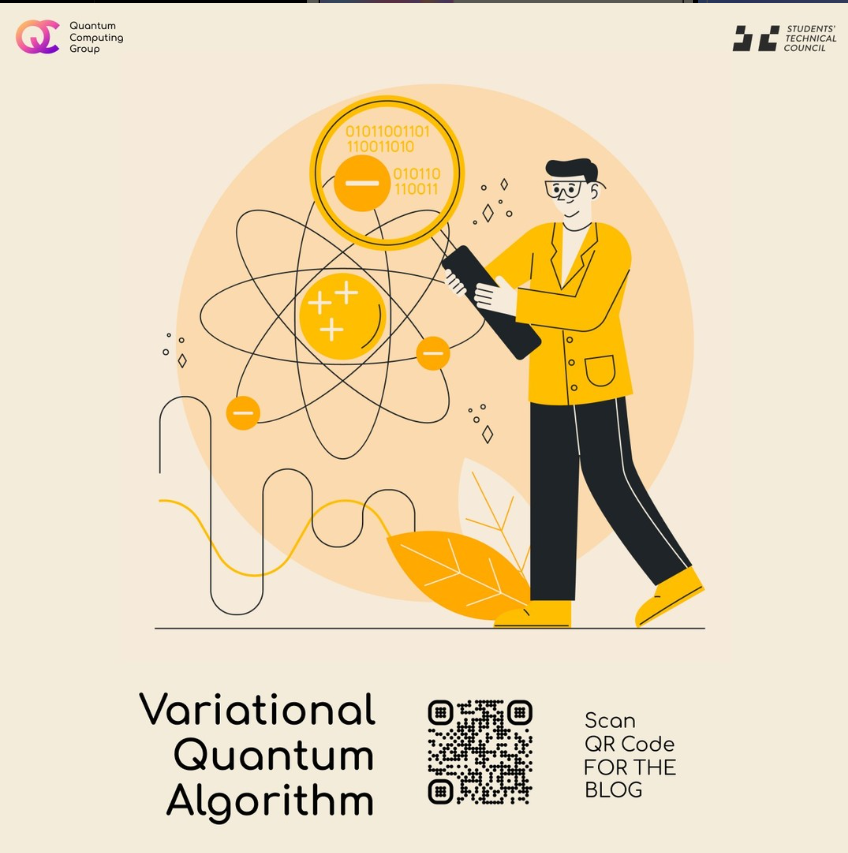 Quantum
Computing
Group
STUDENTS'
TECHNICAL
COUNCIL
01011001101
110011010
010110
110011
Variational
Quantum
Algorithm
Scan
QR Code
FOR THE
BLOG